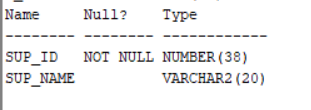 Name Null? Type
-------- -------- ------------
SUP_ID NOT NULL NUMBER(38)
SUP_NAME VARCHAR2(20)